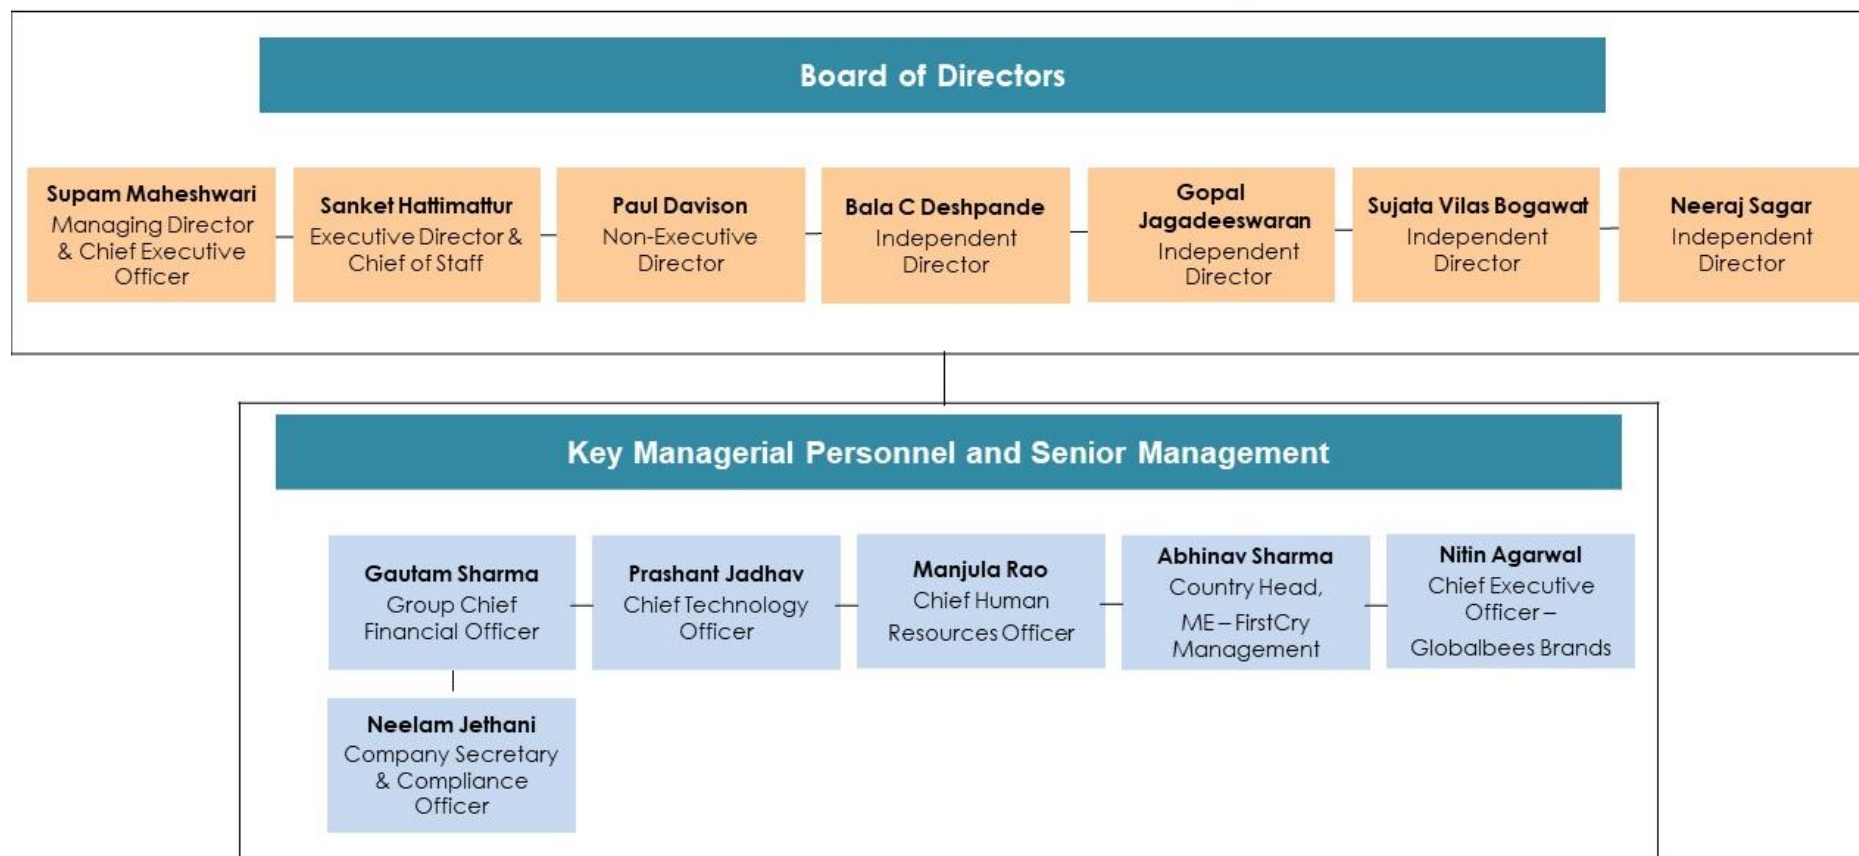 Board of Directors
Supam Maheshwari
Managing Director
& Chief Executive
Officer
Sanket Hattimattur
Executive Director &
Chief of Staff
Paul Davison
Non-Executive
Director
Bala C Deshpande
Independent
Director
Gopal
Jagadeeswaran
Independent
Director
Sujata Vilas Bogawat
Independent
Director
Neeraj Sagar
Independent
Director
Key Managerial Personnel and Senior Management
Gautam Sharma
Group Chief
Financial Officer
Prashant Jadhav
Chief Technology
Officer
Manjula Rao
Chief Human
Resources Officer
Abhinav Sharma
Country Head,
ME – FirstCry
Management
Nitin Agarwal
Chief Executive
Officer –
Globalbees Brands
Neelam Jethani
Company Secretary
& Compliance
Officer